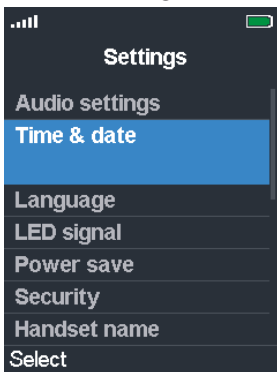 Settings
Audio settings
Time & date
Language
LED signal
Power save
Security
Handset name
Select